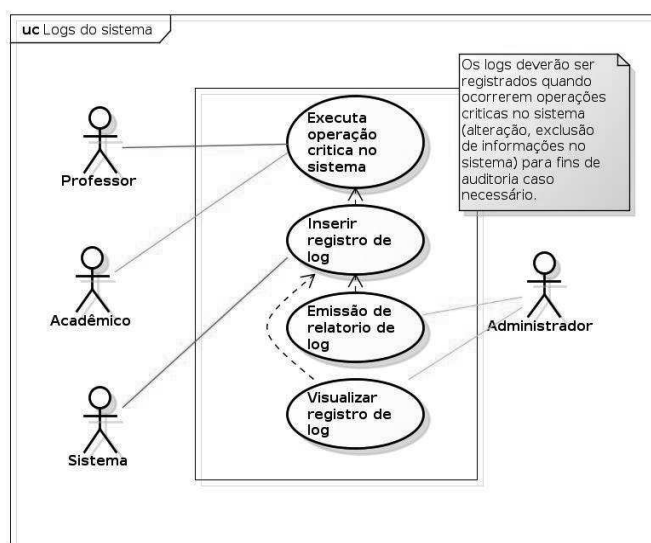 uc Logs do sistema
Os logs deverão ser
registrados quando
ocorrerem operações
criticas no sistema
(alteração, exclusão
de informações no
sistema) para fins de
auditoria caso
necessário.
Executa
operação
critica no
sistema
Professor
Inserir
registro de
log
Acadêmico
Emissão de
relatorio de
log
Administrador
Visualizar
registro de
log
Sistema